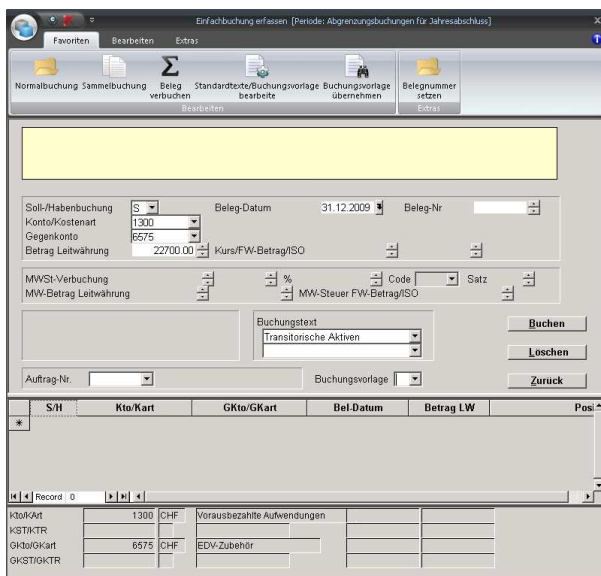 Einfachbuchung erfassen [Periode: Abgrenzungsbuchungen für Jahresabschluss]
Favoriten Bearbeiten Extras
Normalbuchung Sammelbuchung Beleg verbuchen Standardtexte/Buchungsvorlage bearbeite Buchungsvorlage übernehmen Belegnummer setzen
Bearbeiten Extras
Soll-/Habenbuchung S Beleg-Datum 31.12.2009 Beleg-Nr
Konto/Kostenart 1300
Gegenkonto 6575
Betrag Leitwährung 22700.00 Kurs/FW-Betrag/ISO
MWSt-Verbuchung % Code Satz
MW-Betrag Leitwährung MW-Steuer FW-Betrag/ISO
Buchungstext
Transitorische Aktiven
Buchen
Löschen
Auftrag-Nr. Buchungsvorlage Zurück
S/H Kto/Kart GKto/GKart Bel-Datum Betrag LW Posi
*
Record 0
Kto/KArt 1300 CHF Vorausbezahlte Aufwendungen
KST/KTR
GKto/GKart 6575 CHF EDV-Zubehör
GKST/GKTR